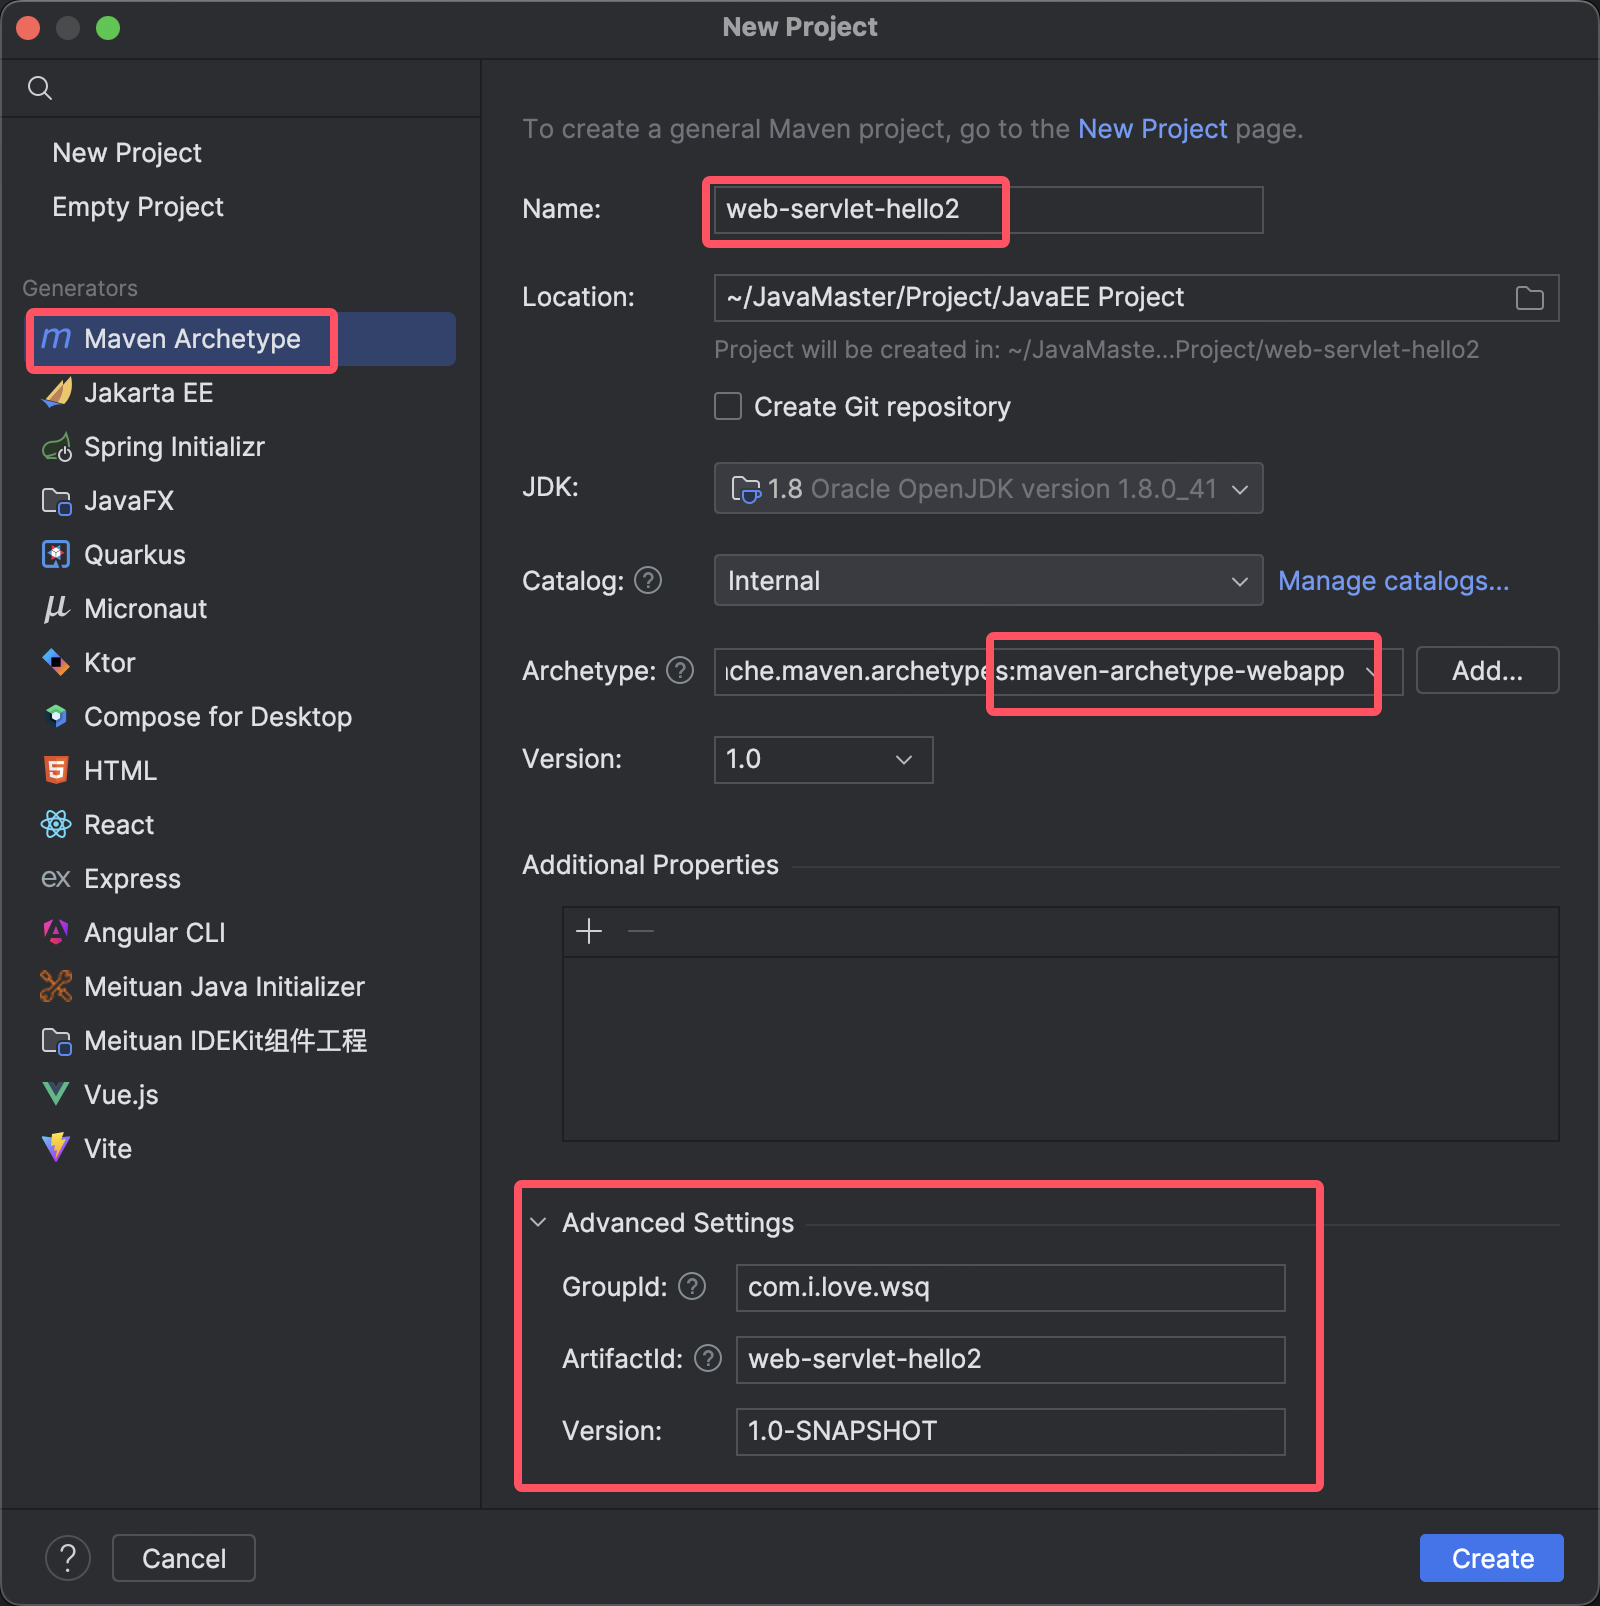 New Project
New Project
Empty Project
Generators
Maven Archetype
Jakarta EE
Spring Initializr
JavaFX
Quarkus
Micronaut
Ktor
Compose for Desktop
HTML
React
Express
Angular CLI
Meituan Java Initializer
Meituan IDEKit组件工程
Vue.js
Vite
To create a general Maven project, go to the New Project page.
Name: web-servlet-hello2
Location: ~/JavaMaster/Project/JavaEE Project
Project will be created in: ~/JavaMaste...Project/web-servlet-hello2
Create Git repository
JDK: 1.8 Oracle OpenJDK version 1.8.0_41
Catalog: ? Internal Manage catalogs...
Archetype: ? che.maven.archetypes:maven-archetype-webapp Add...
Version: 1.0
Additional Properties
Advanced Settings
GroupId: ? com.i.love.wsq
ArtifactId: ? web-servlet-hello2
Version: 1.0-SNAPSHOT
? Cancel Create